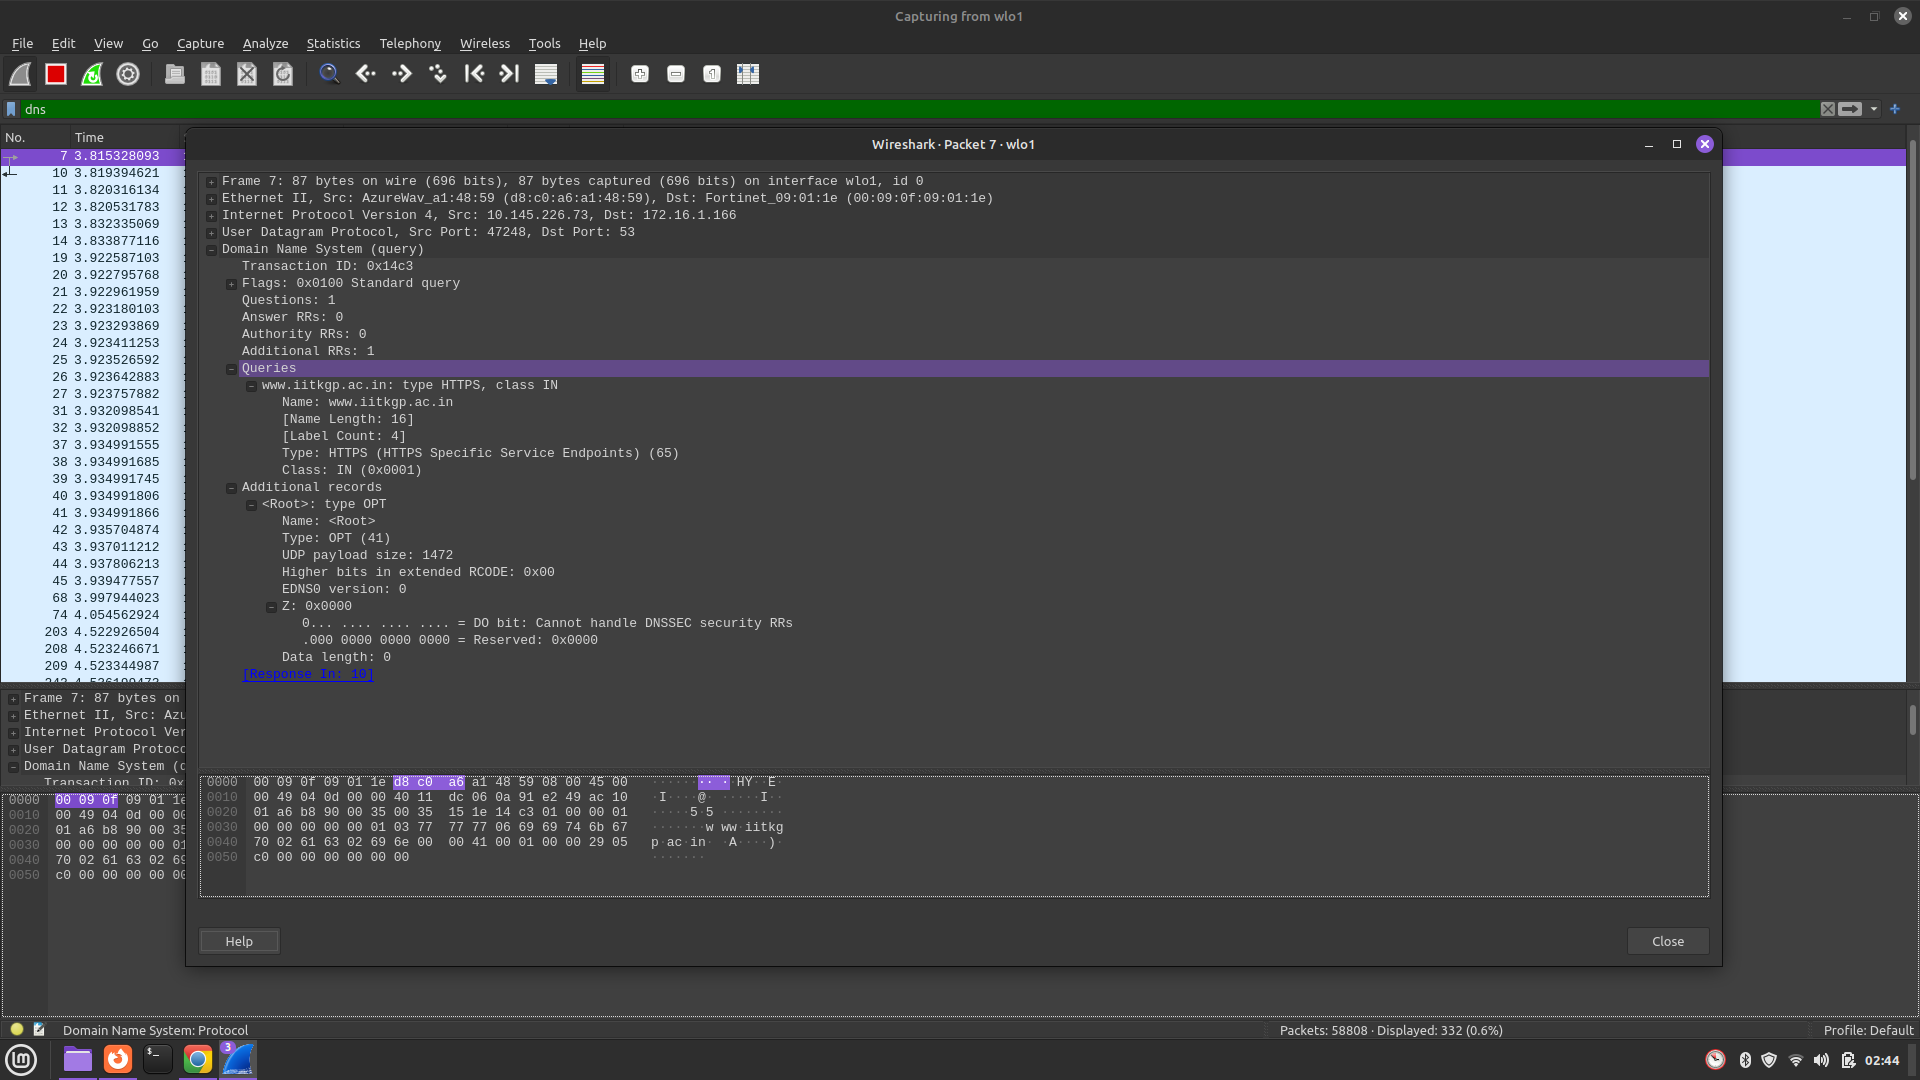 Capturing from wlo1
File Edit View Go Capture Analyze Statistics Telephony Wireless Tools Help
dns
No. Time
7 3.815328093
10 3.819394621
11 3.820316134
12 3.820531783
13 3.832335069
14 3.833877116
19 3.922587103
20 3.922795768
21 3.922961959
22 3.923180103
23 3.923293869
24 3.923411253
25 3.923526592
26 3.923642883
27 3.923757882
31 3.932098541
32 3.932098852
37 3.934991555
38 3.934991685
39 3.934991745
40 3.934991806
41 3.934991866
42 3.935704874
43 3.937011212
44 3.937806213
45 3.939477557
68 3.997944023
74 4.054562924
203 4.522926504
208 4.523246671
209 4.523344987
Frame 7: 87 bytes on
Ethernet II, Src: Azu
Internet Protocol Ver
User Datagram Protoco
Domain Name System (
Transaction ID: 0x
0000 00 09 0f 09 01 1e
0010 00 49 04 0d 00 00
0020 01 a6 b8 90 00 35
0030 00 00 00 00 00 01
0040 70 02 61 63 02 69
0050 c0 00 00 00 00 00
Wireshark · Packet 7 · wlo1
Frame 7: 87 bytes on wire (696 bits), 87 bytes captured (696 bits) on interface wlo1, id 0
Ethernet II, Src: AzureWav_a1:48:59 (d8:c0:a6:a1:48:59), Dst: Fortinet_09:01:1e (00:09:0f:09:01:1e)
Internet Protocol Version 4, Src: 10.145.226.73, Dst: 172.16.1.166
User Datagram Protocol, Src Port: 47248, Dst Port: 53
Domain Name System (query)
Transaction ID: 0x14c3
Flags: 0x0100 Standard query
Questions: 1
Answer RRs: 0
Authority RRs: 0
Additional RRs: 1
Queries
www.iitkgp.ac.in: type HTTPS, class IN
Name: www.iitkgp.ac.in
[Name Length: 16]
[Label Count: 4]
Type: HTTPS (HTTPS Specific Service Endpoints) (65)
Class: IN (0x0001)
Additional records
<Root>: type OPT
Name: <Root>
Type: OPT (41)
UDP payload size: 1472
Higher bits in extended RCODE: 0x00
EDNS0 version: 0
Z: 0x0000
0... .... .... .... = DO bit: Cannot handle DNSSEC security RRs
.000 0000 0000 0000 = Reserved: 0x0000
Data length: 0
[Response In: 10]
0000 00 09 0f 09 01 1e d8 c0 a6 a1 48 59 08 00 45 00 ·········HY··E·
0010 00 49 04 0d 00 00 40 11 dc 06 0a 91 e2 49 ac 10 ·I····@· ·····I··
0020 01 a6 b8 90 00 35 00 35 15 1e 14 c3 01 00 00 01 ·····5·5 ········
0030 00 00 00 00 00 01 03 77 77 77 06 69 69 74 6b 67 ·······w ww·iitkg
0040 70 02 61 63 02 69 6e 00 00 41 00 01 00 00 29 05 p·ac·in· ·A····)·
0050 c0 00 00 00 00 00 00 ·······
Help Close
Domain Name System: Protocol Packets: 58808 · Displayed: 332 (0.6%) Profile: Default
3
02:44